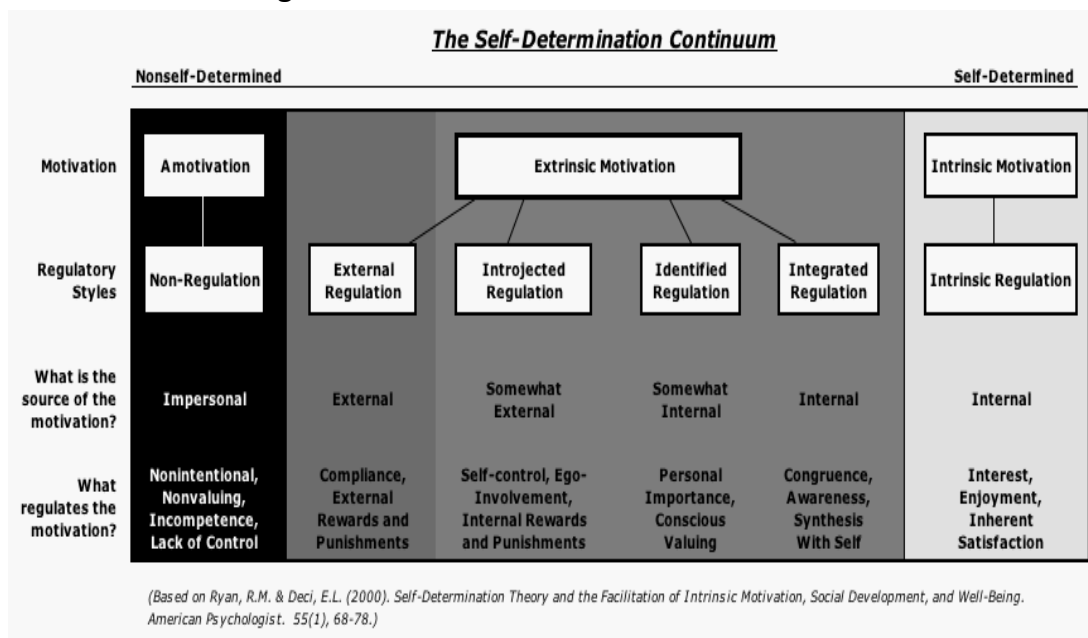 The Self-Determination Continuum
Nonself-Determined
Self-Determined
Motivation
Amotivation
Extrinsic Motivation
Intrinsic Motivation
Regulatory
Styles
Non-Regulation
External
Regulation
Introjected
Regulation
Identified
Regulation
Integrated
Regulation
Intrinsic Regulation
What is the
source of the
motivation?
Impersonal
External
Somewhat
External
Somewhat
Internal
Internal
Internal
What
regulates the
motivation?
Nonintentional,
Nonvaluing,
Incompetence,
Lack of Control
Compliance,
External
Rewards and
Punishments
Self-control, Ego-
Involvement,
Internal Rewards
and Punishments
Personal
Importance,
Conscious
Valuing
Congruence,
Awareness,
Synthesis
With Self
Interest,
Enjoyment,
Inherent
Satisfaction
(Based on Ryan, R.M. & Deci, E.L. (2000). Self-Determination Theory and the Facilitation of Intrinsic Motivation, Social Development, and Well-Being.
American Psychologist. 55(1), 68-78.)